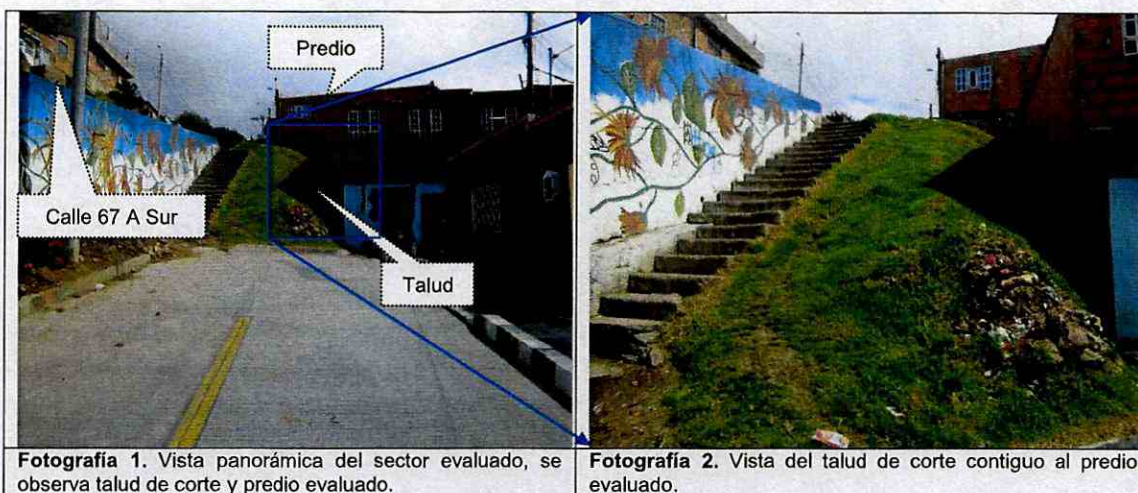 Predio
Calle 67 A Sur
Talud
Fotografía 1. Vista panorámica del sector evaluado, se
observa talud de corte y predio evaluado.
Fotografía 2. Vista del talud de corte contiguo al predio
evaluado.